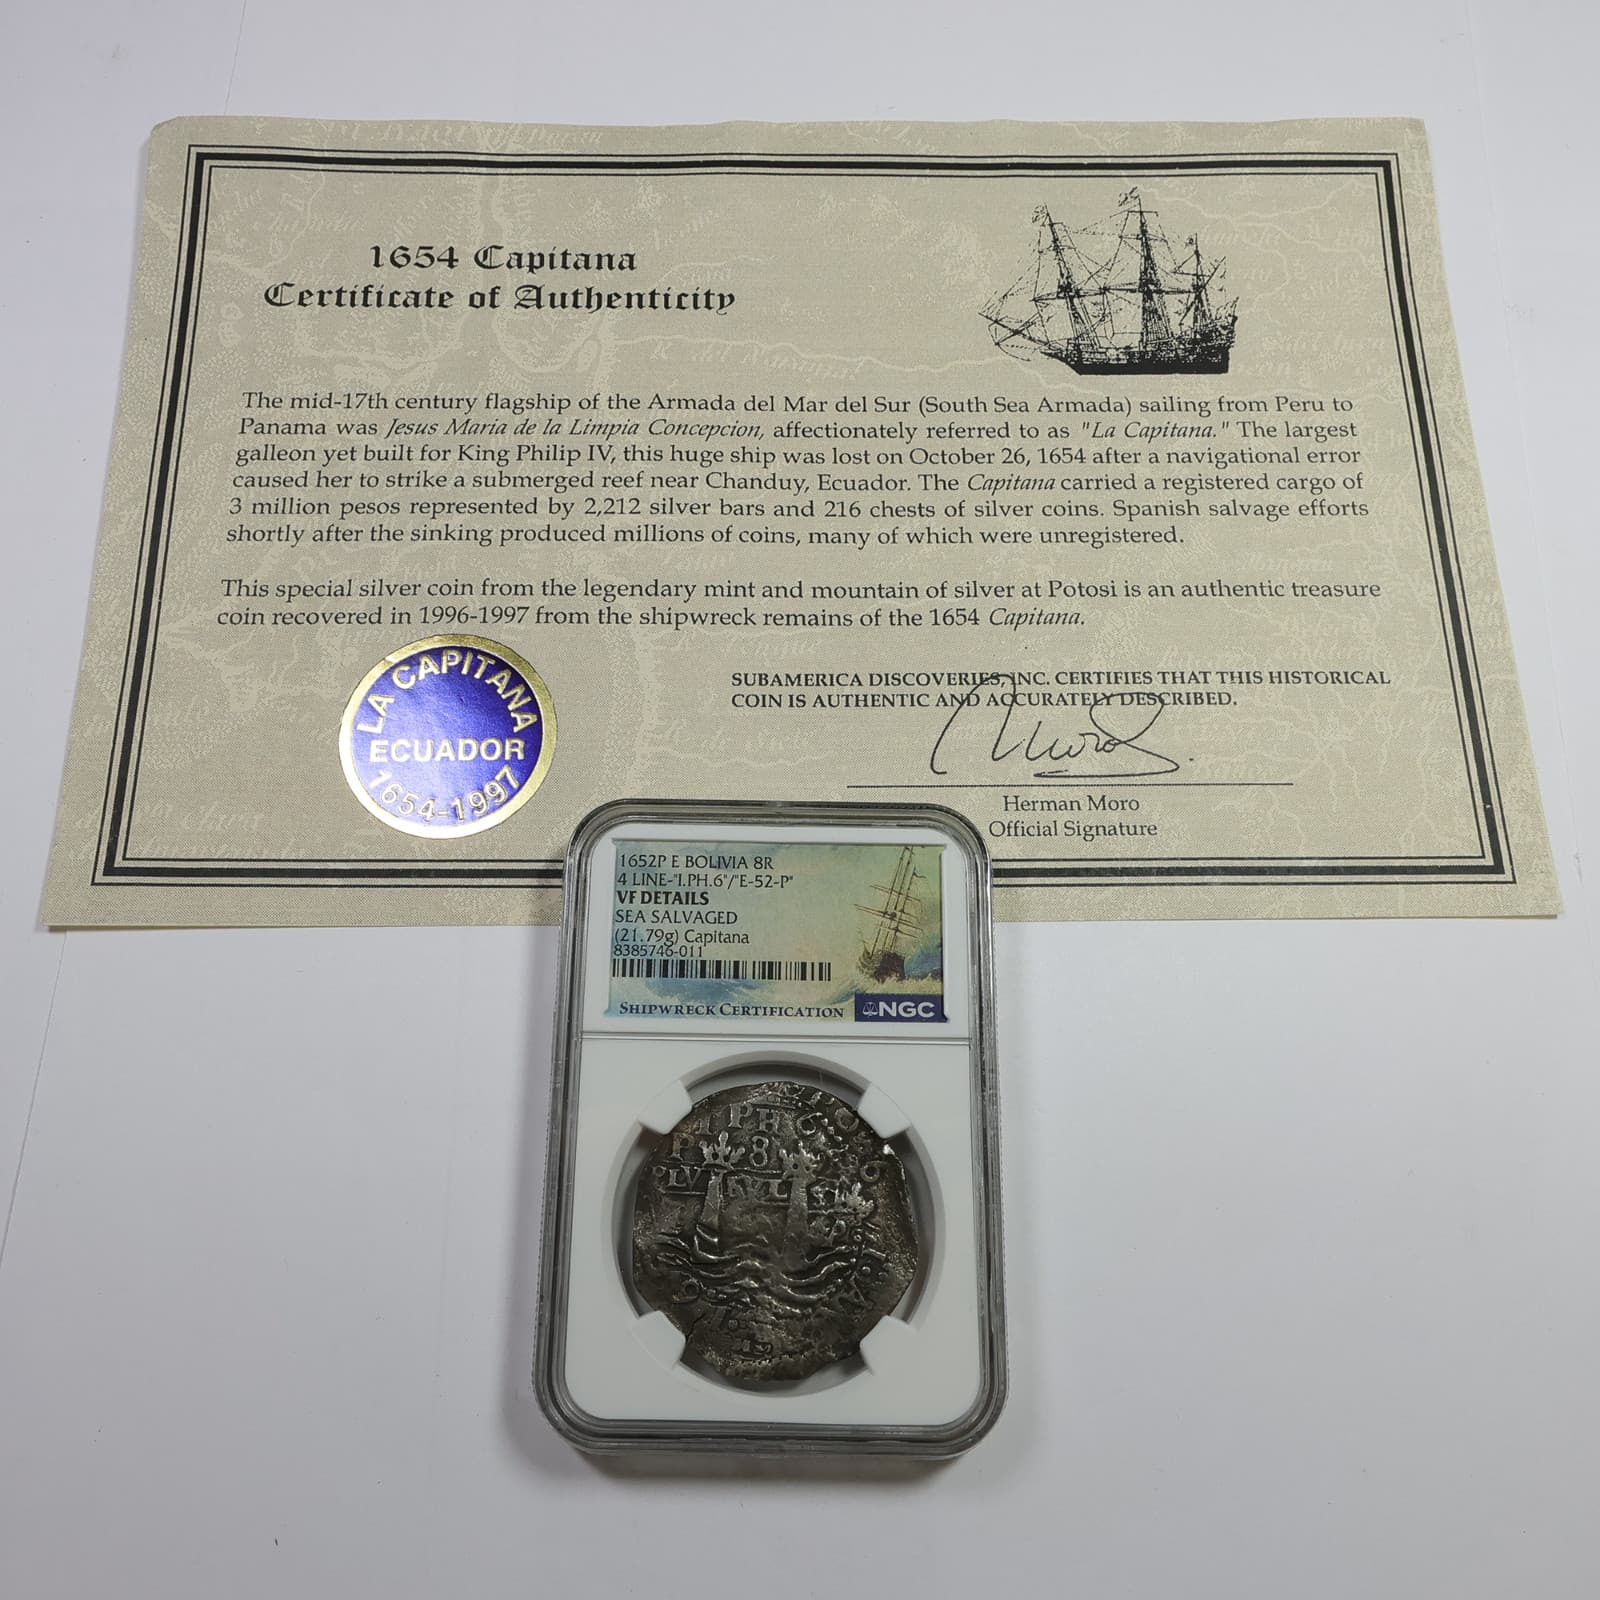 1654 Capitana
Certificate of Authenticity
The mid-17th century flagship of the Armada del Mar del Sur (South Sea Armada) sailing from Peru to
Panama was Jesus Maria de la Limpia Concepcion, affectionately referred to as "La Capitana." The largest
galleon yet built for King Philip IV, this huge ship was lost on October 26, 1654 after a navigational error
caused her to strike a submerged reef near Chanduy, Ecuador. The Capitana carried a registered cargo of
3 million pesos represented by 2,212 silver bars and 216 chests of silver coins. Spanish salvage efforts
shortly after the sinking produced millions of coins, many of which were unregistered.
This special silver coin from the legendary mint and mountain of silver at Potosi is an authentic treasure
coin recovered in 1996-1997 from the shipwreck remains of the 1654 Capitana.
LA CAPITANA
ECUADOR
1654-1997
SUBAMERICA DISCOVERIES, INC. CERTIFIES THAT THIS HISTORICAL
COIN IS AUTHENTIC AND ACCURATELY DESCRIBED.
Herman Moro
Official Signature
1652P E BOLIVIA 8R
4 LINE-"I.PH.6"/"E-52-P"
VF DETAILS
SEA SALVAGED
(21.79g) Capitana
8385746-011
SHIPWRECK CERTIFICATION
NGC
I PH 6
P 8